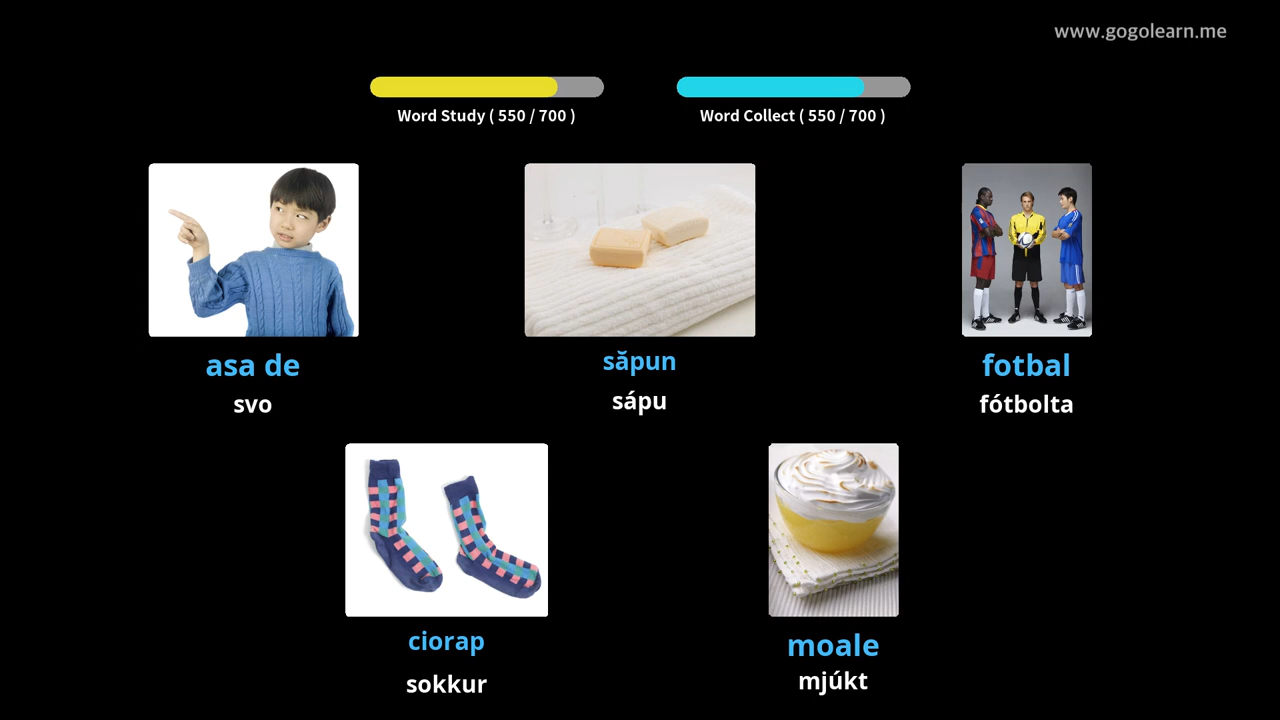 www.gogolearn.me
Word Study ( 550 / 700 )
Word Collect ( 550 / 700 )
asa de
svo
săpun
sápu
fotbal
fótbolta
ciorap
sokkur
moale
mjúkt